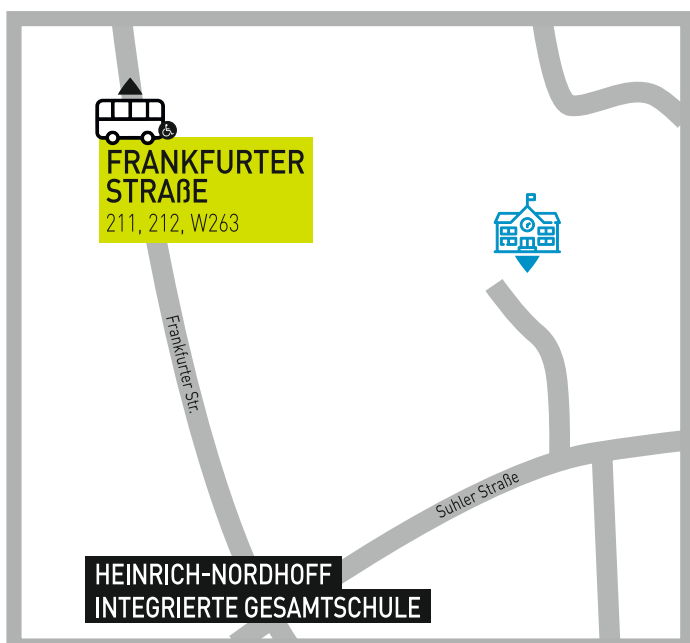 FRANKFURTER
STRAßE
211, 212, W263
Frankfurter Str.
Suhler Straße
HEINRICH-NORDHOFF
INTEGRIERTE GESAMTSCHULE